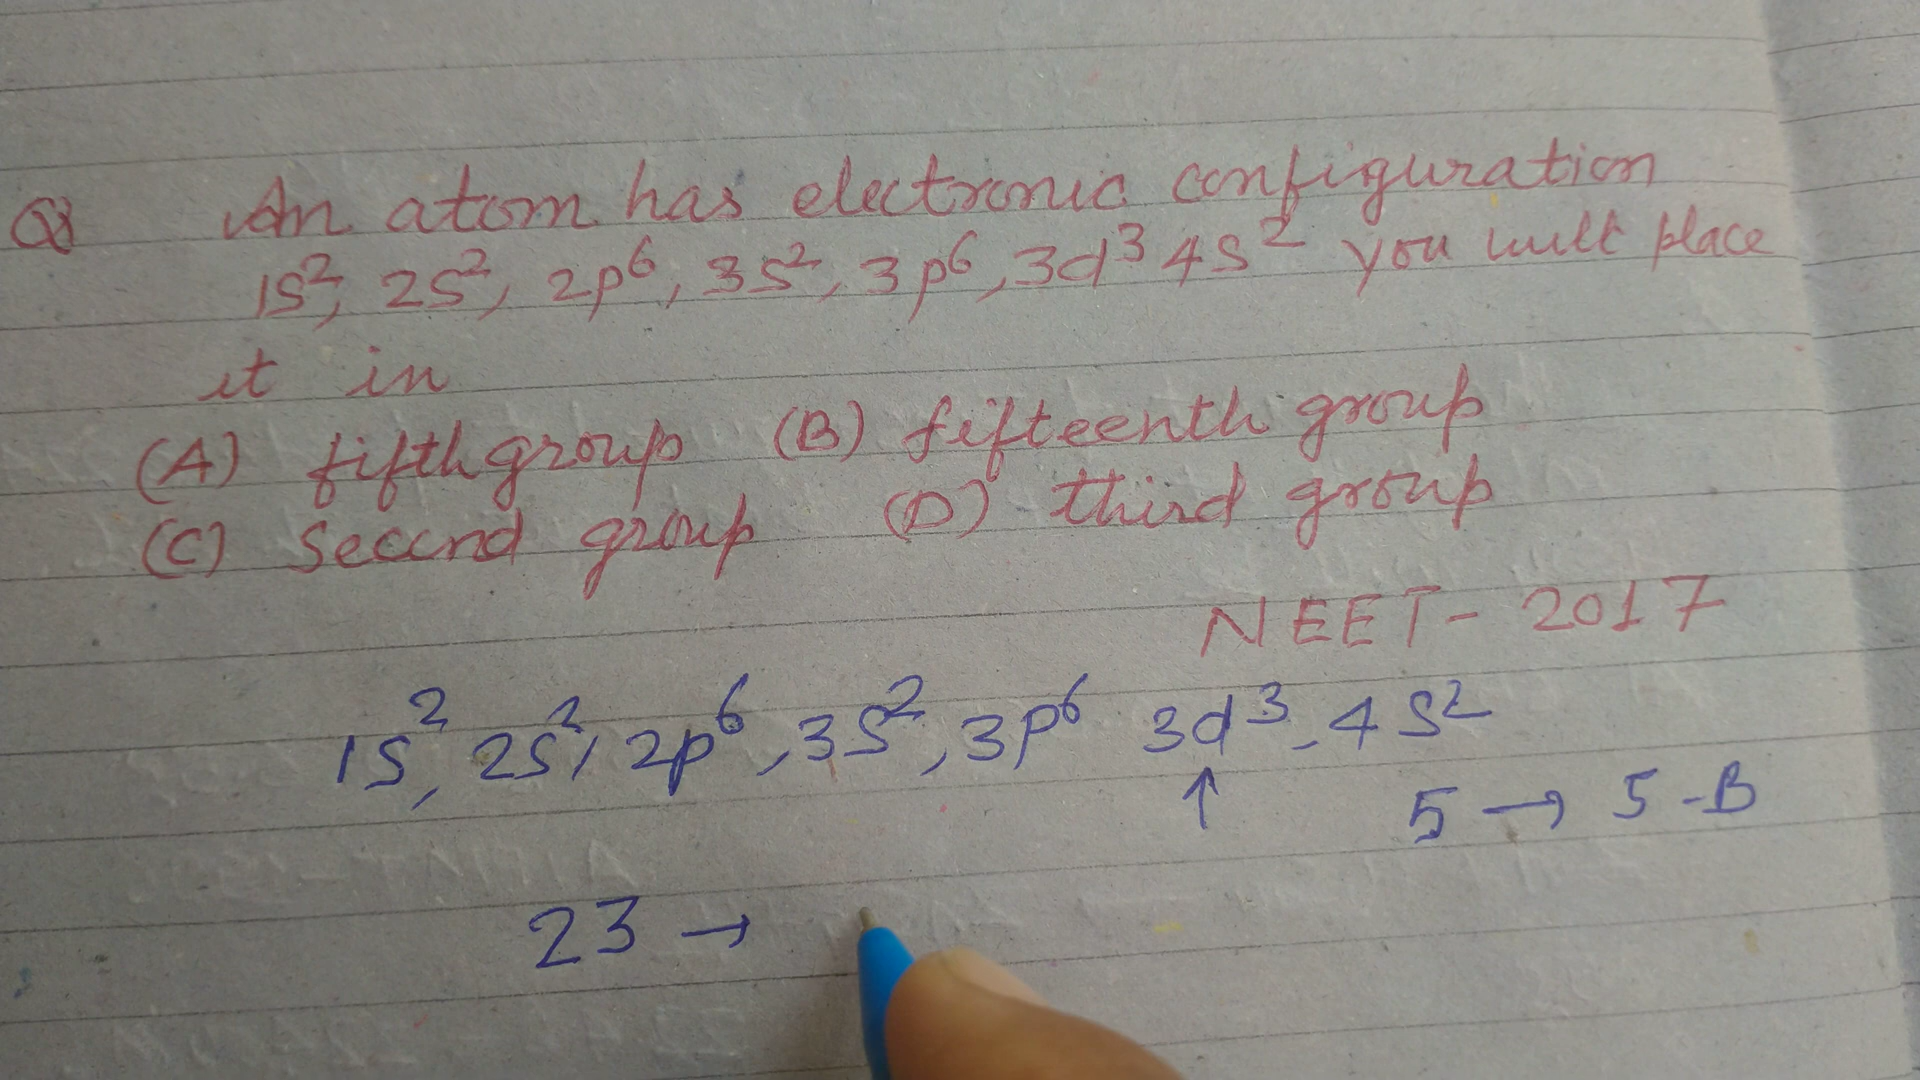 Q An atom has electronic configuration
1s², 2s², 2p⁶, 3s², 3p⁶, 3d³ 4s² you will place
it in
(A) fifth group (B) fifteenth group
(C) Second group (D) third group
NEET - 2017
1s², 2s², 2p⁶, 3s², 3p⁶ 3d³, 4s²
↑ 5 → 5-B
23 →